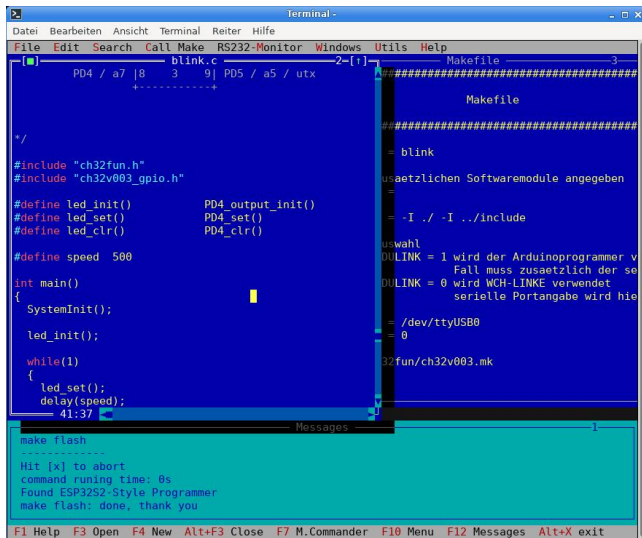 Terminal -
Datei Bearbeiten Ansicht Terminal Reiter Hilfe
File Edit Search Call Make RS232-Monitor Windows Utils Help
[■] blink.c 2=[↑]
PD4 / a7 |8 3 9| PD5 / a5 / utx
+-----------+
*/
#include "ch32fun.h"
#include "ch32v003_gpio.h"
#define led_init() PD4_output_init()
#define led_set() PD4_set()
#define led_clr() PD4_clr()
#define speed 500
int main()
{
SystemInit();
led_init();
while(1)
{
led_set();
delay(speed);
41:37
Makefile 3
######################################
Makefile
######################################
= blink
usaetzlichen Softwaremodule angegeben
=
= -I ./ -I ../include
uswahl
DULINK = 1 wird der Arduinoprogrammer v
Fall muss zusaetzlich der se
DULINK = 0 wird WCH-LINKE verwendet
serielle Portangabe wird hie
= /dev/ttyUSB0
= 0
32fun/ch32v003.mk
Messages 1
make flash
-------------
Hit [x] to abort
command runing time: 0s
Found ESP32S2-Style Programmer
make flash: done, thank you
F1 Help F3 Open F4 New Alt+F3 Close F7 M.Commander F10 Menu F12 Messages Alt+X exit